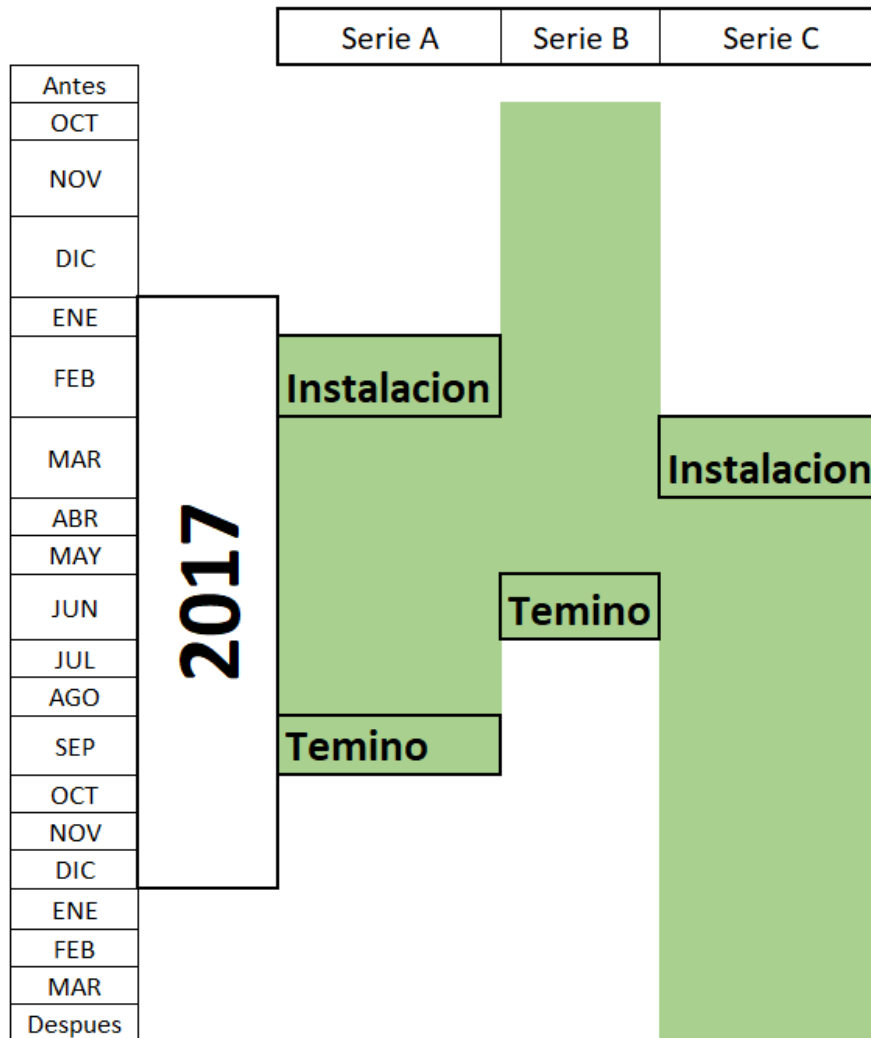 Serie A Serie B Serie C
Antes
OCT
NOV
DIC
ENE
FEB Instalacion
MAR Instalacion
ABR
MAY
2017
JUN Temino
JUL
AGO
SEP Temino
OCT
NOV
DIC
ENE
FEB
MAR
Despues